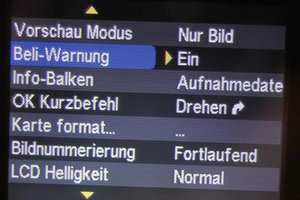 Vorschau Modus Nur Bild
Beli-Warnung Ein
Info-Balken Aufnahmedate
OK Kurzbefehl Drehen
Karte format... ...
Bildnummerierung Fortlaufend
LCD Helligkeit Normal